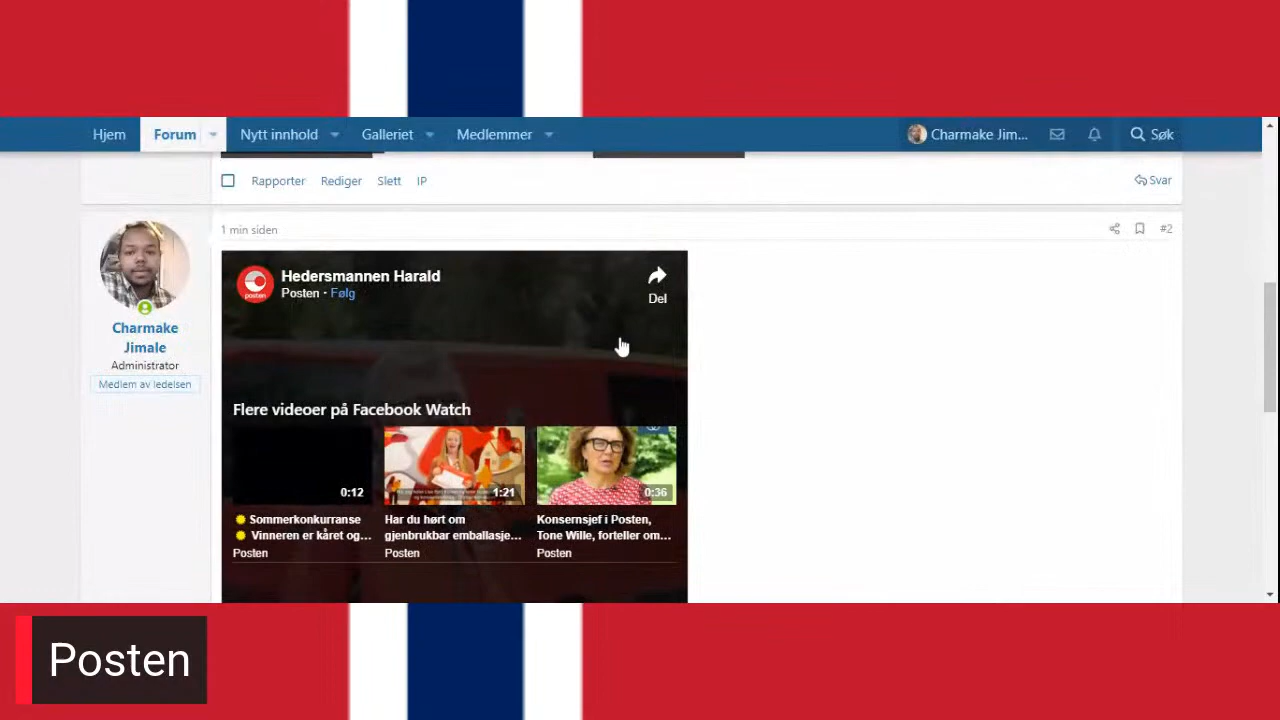 Hjem Forum Nytt innhold Galleriet Medlemmer Charmake Jim... Søk
Rapporter Rediger Slett IP Svar
1 min siden #2
Charmake
Jimale
Administrator
Medlem av ledelsen
posten
Hedersmannen Harald
Posten · Følg
Del
Flere videoer på Facebook Watch
0:12 1:21 0:36
Sommerkonkurranse
Vinneren er kåret og...
Posten
Har du hørt om
gjenbrukbar emballasje...
Posten
Konsernsjef i Posten,
Tone Wille, forteller om...
Posten
Posten